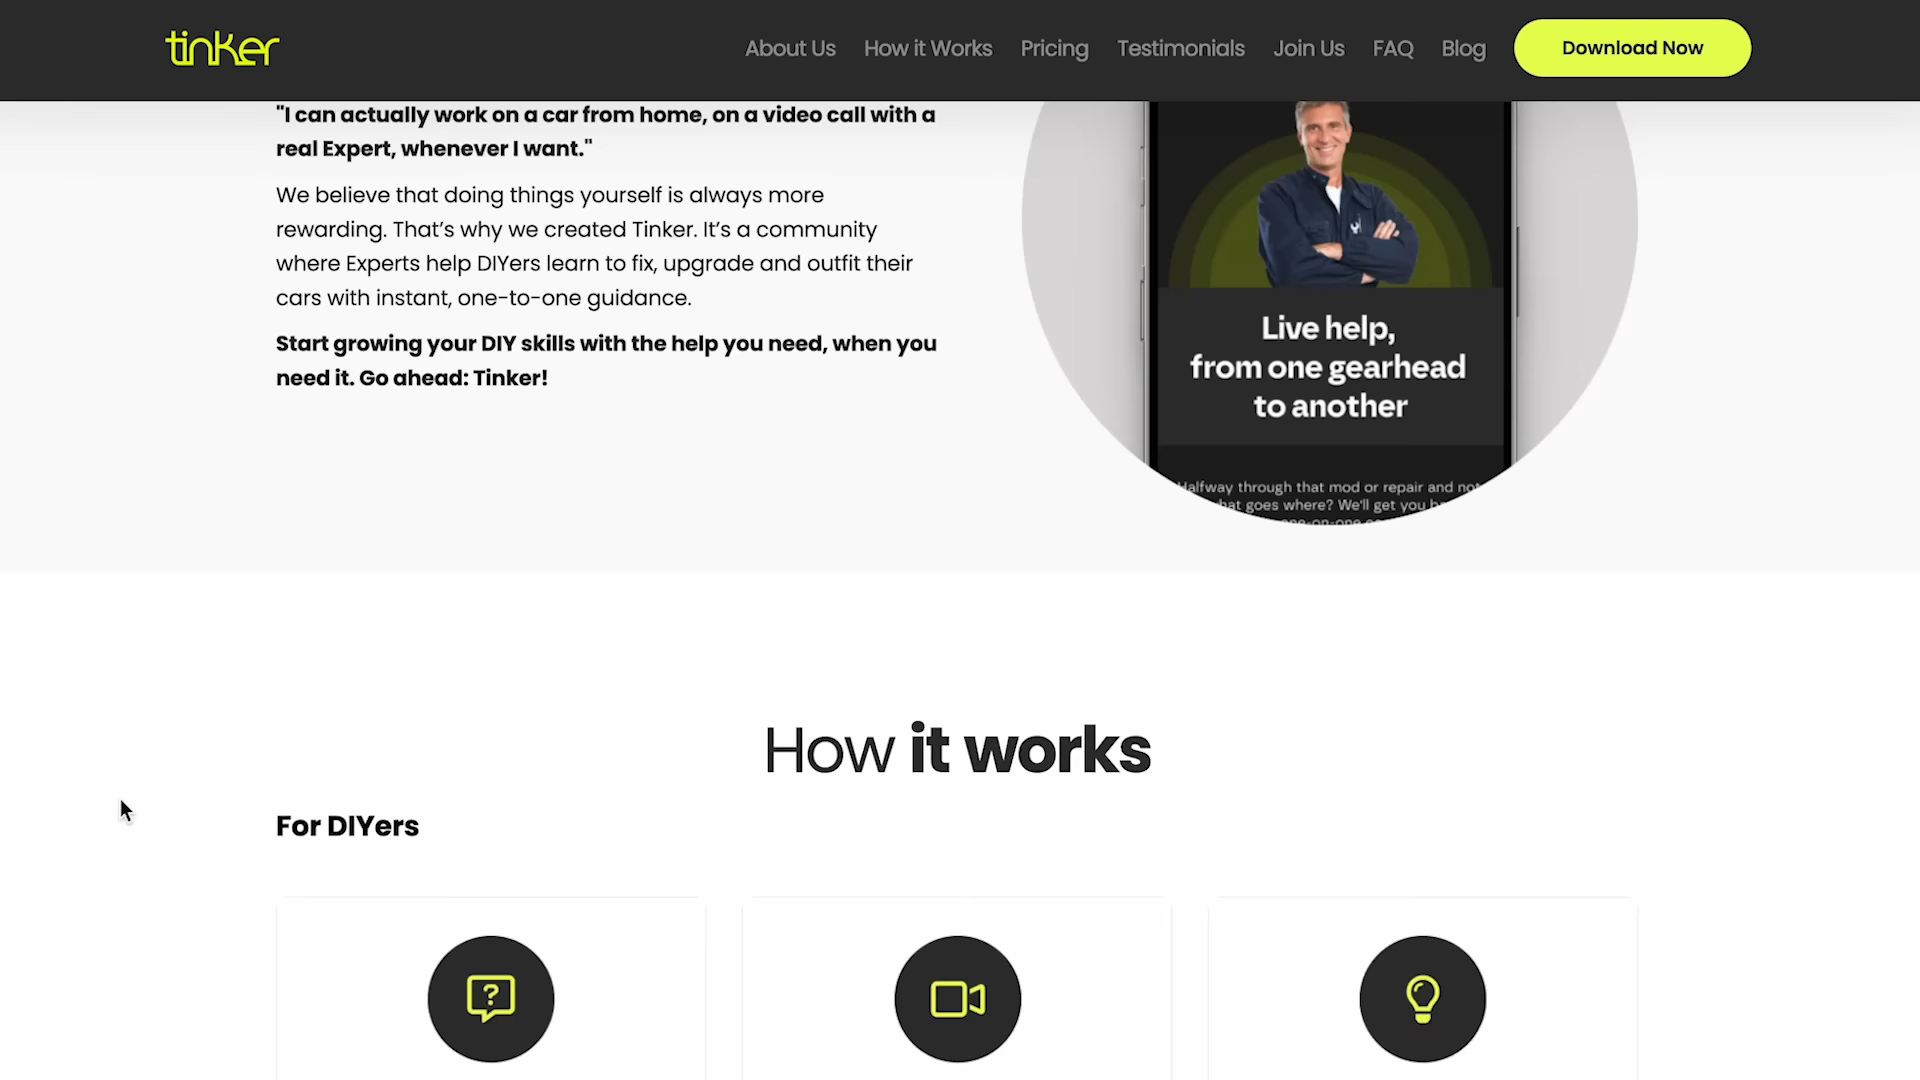 tinker
About Us How it Works Pricing Testimonials Join Us FAQ Blog Download Now
"I can actually work on a car from home, on a video call with a
real Expert, whenever I want."
We believe that doing things yourself is always more
rewarding. That’s why we created Tinker. It’s a community
where Experts help DIYers learn to fix, upgrade and outfit their
cars with instant, one-to-one guidance.
Start growing your DIY skills with the help you need, when you
need it. Go ahead: Tinker!
Live help,
from one gearhead
to another
Halfway through that mod or repair and not
goes where? We'll get you
one-on-one
How it works
For DIYers
?